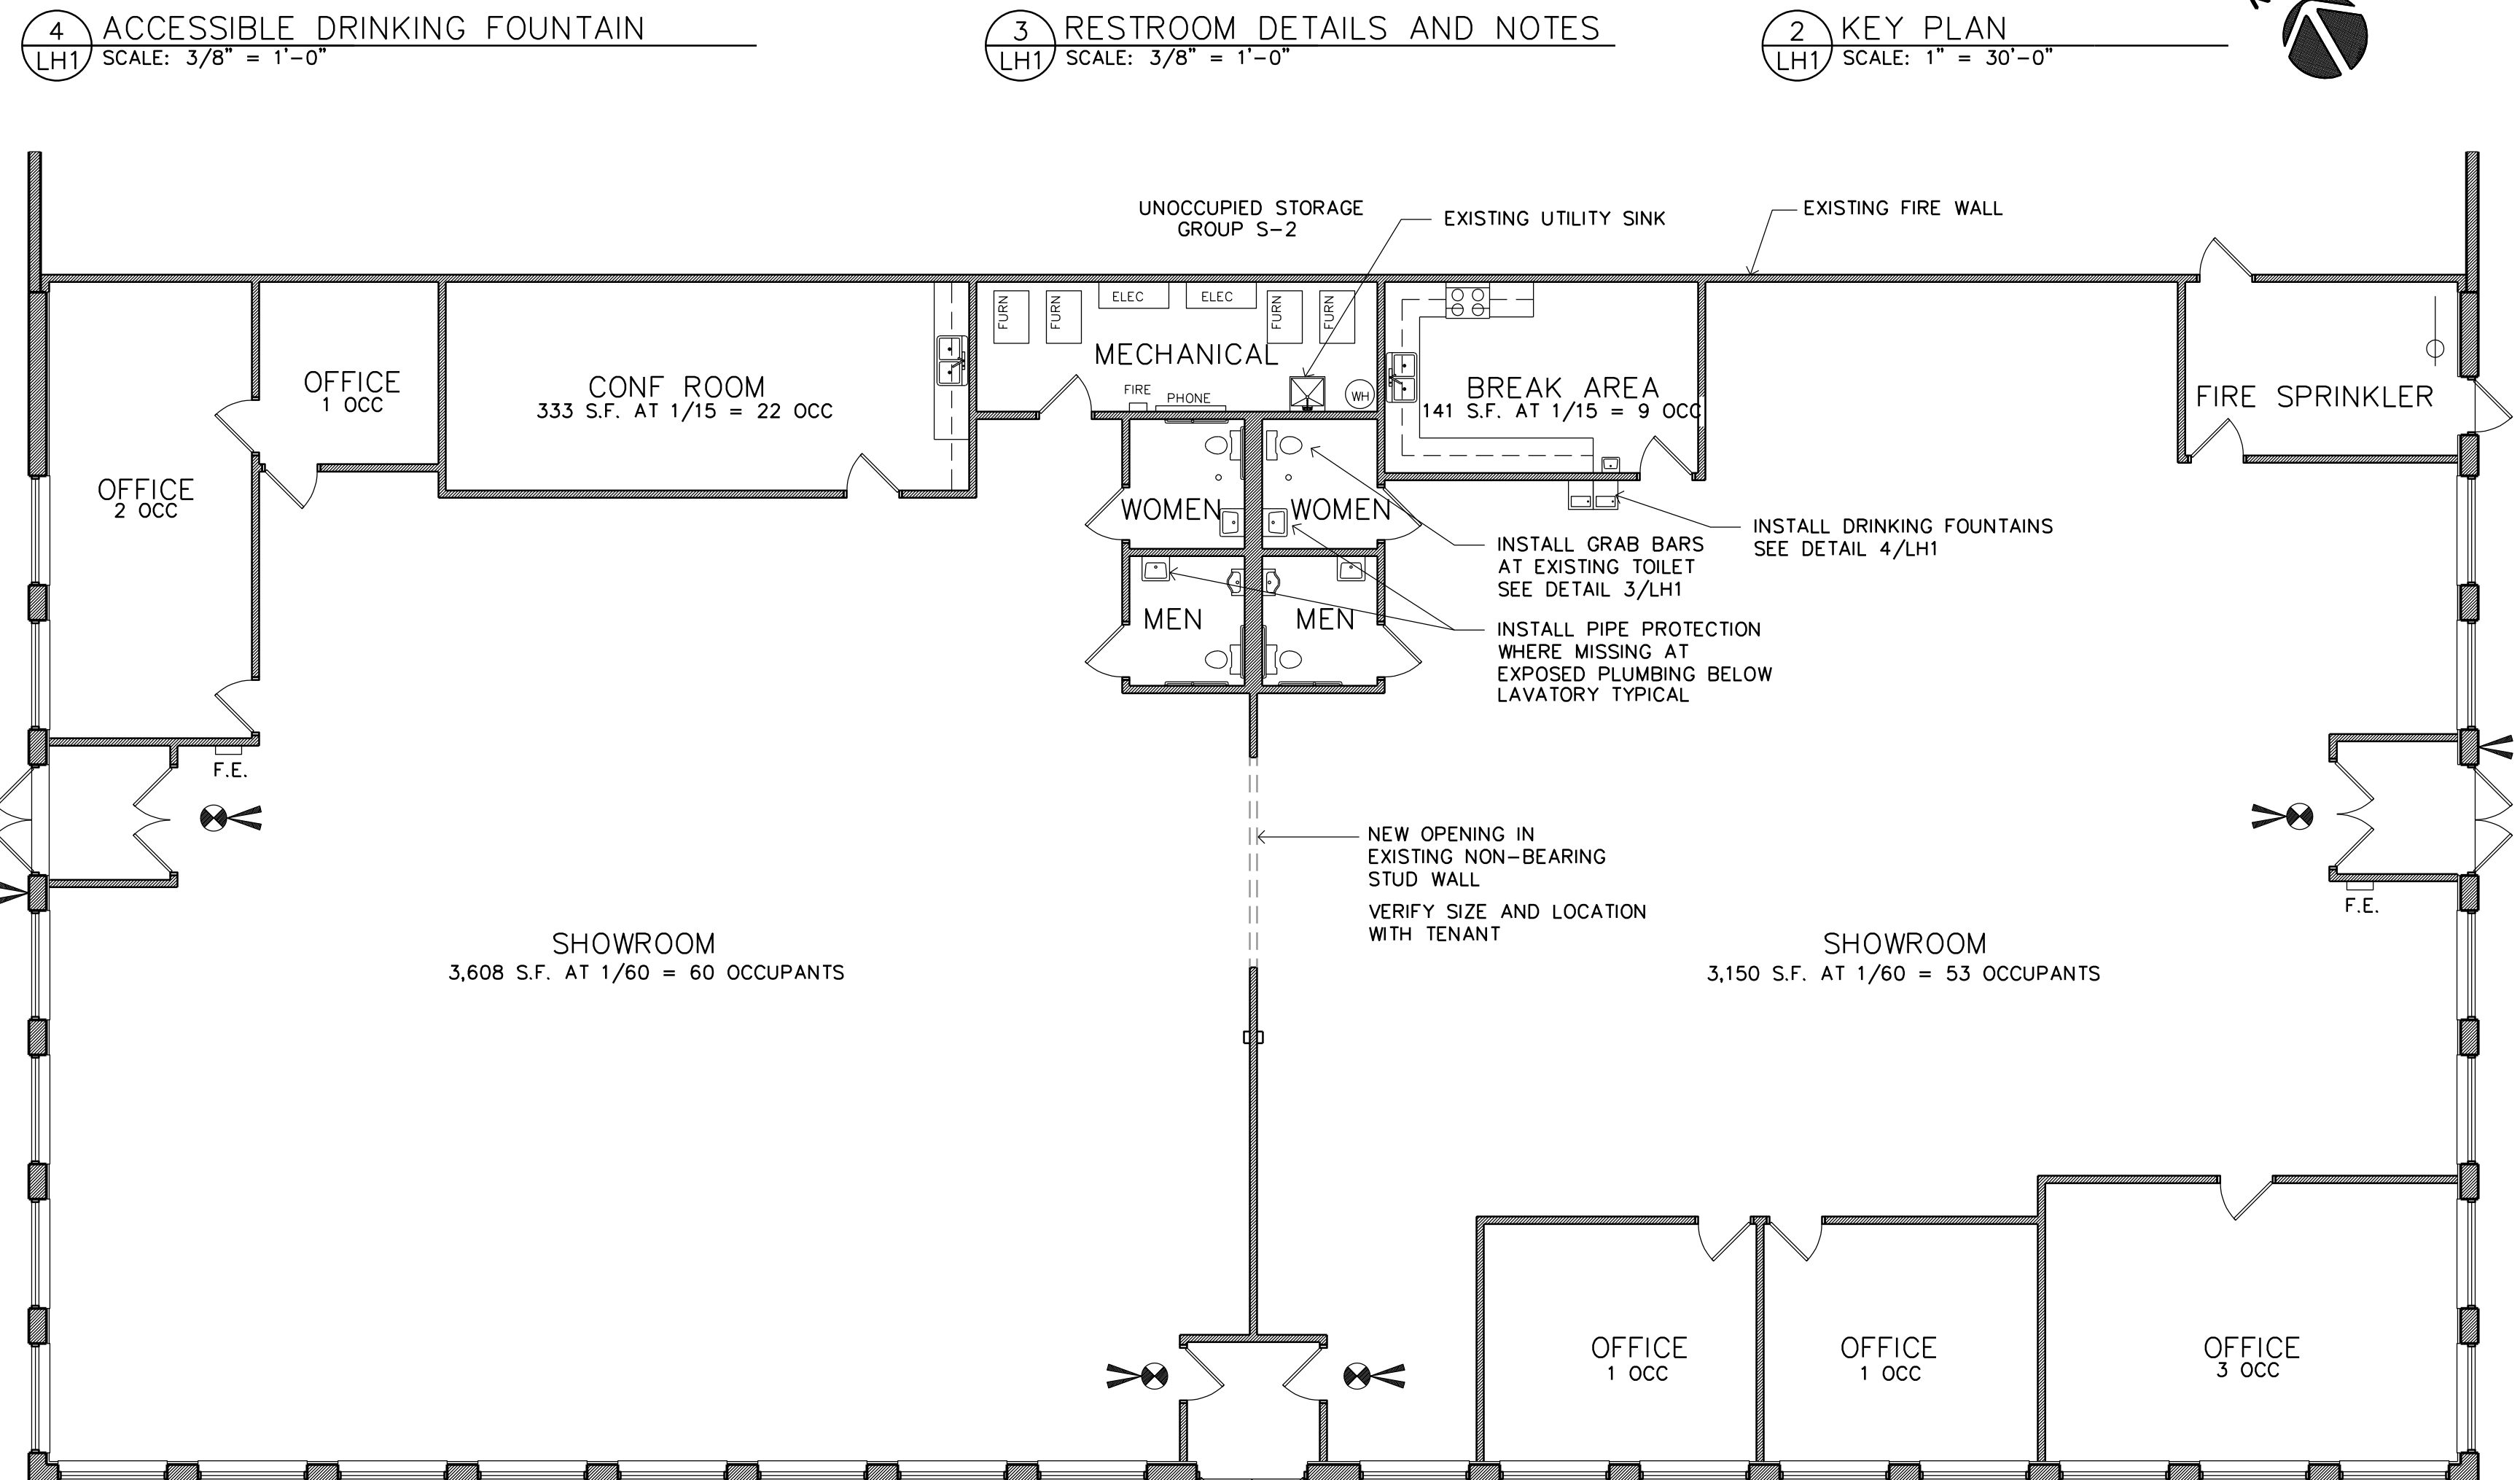 4
LH1
ACCESSIBLE DRINKING FOUNTAIN
SCALE: 3/8" = 1'-0"
3
LH1
RESTROOM DETAILS AND NOTES
SCALE: 3/8" = 1'-0"
2
LH1
KEY PLAN
SCALE: 1" = 30'-0"
UNOCCUPIED STORAGE
GROUP S-2
EXISTING UTILITY SINK
EXISTING FIRE WALL
FURN
FURN
ELEC
ELEC
FURN
FURN
MECHANICAL
FIRE
PHONE
WH
OFFICE
1 OCC
CONF ROOM
333 S.F. AT 1/15 = 22 OCC
BREAK AREA
141 S.F. AT 1/15 = 9 OCC
FIRE SPRINKLER
OFFICE
2 OCC
WOMEN
WOMEN
MEN
MEN
INSTALL DRINKING FOUNTAINS
SEE DETAIL 4/LH1
INSTALL GRAB BARS
AT EXISTING TOILET
SEE DETAIL 3/LH1
INSTALL PIPE PROTECTION
WHERE MISSING AT
EXPOSED PLUMBING BELOW
LAVATORY TYPICAL
F.E.
NEW OPENING IN
EXISTING NON-BEARING
STUD WALL
VERIFY SIZE AND LOCATION
WITH TENANT
F.E.
SHOWROOM
3,608 S.F. AT 1/60 = 60 OCCUPANTS
SHOWROOM
3,150 S.F. AT 1/60 = 53 OCCUPANTS
OFFICE
1 OCC
OFFICE
1 OCC
OFFICE
3 OCC